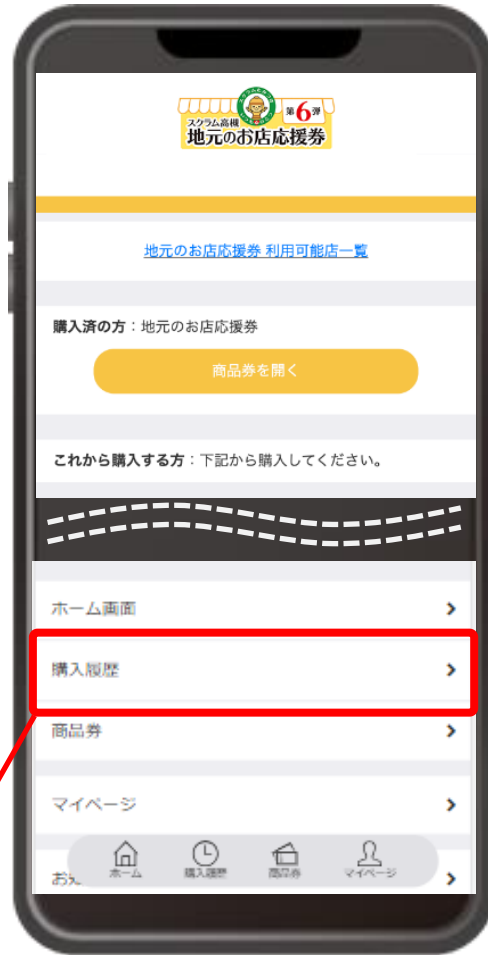 スクラム高槻
地元のお店応援券
第6弾
地元のお店応援券 利用可能店一覧
購入済の方：地元のお店応援券
商品券を開く
これから購入する方：下記から購入してください。
ホーム画面
購入履歴
商品券
マイページ
ホーム
購入履歴
商品券
マイページ